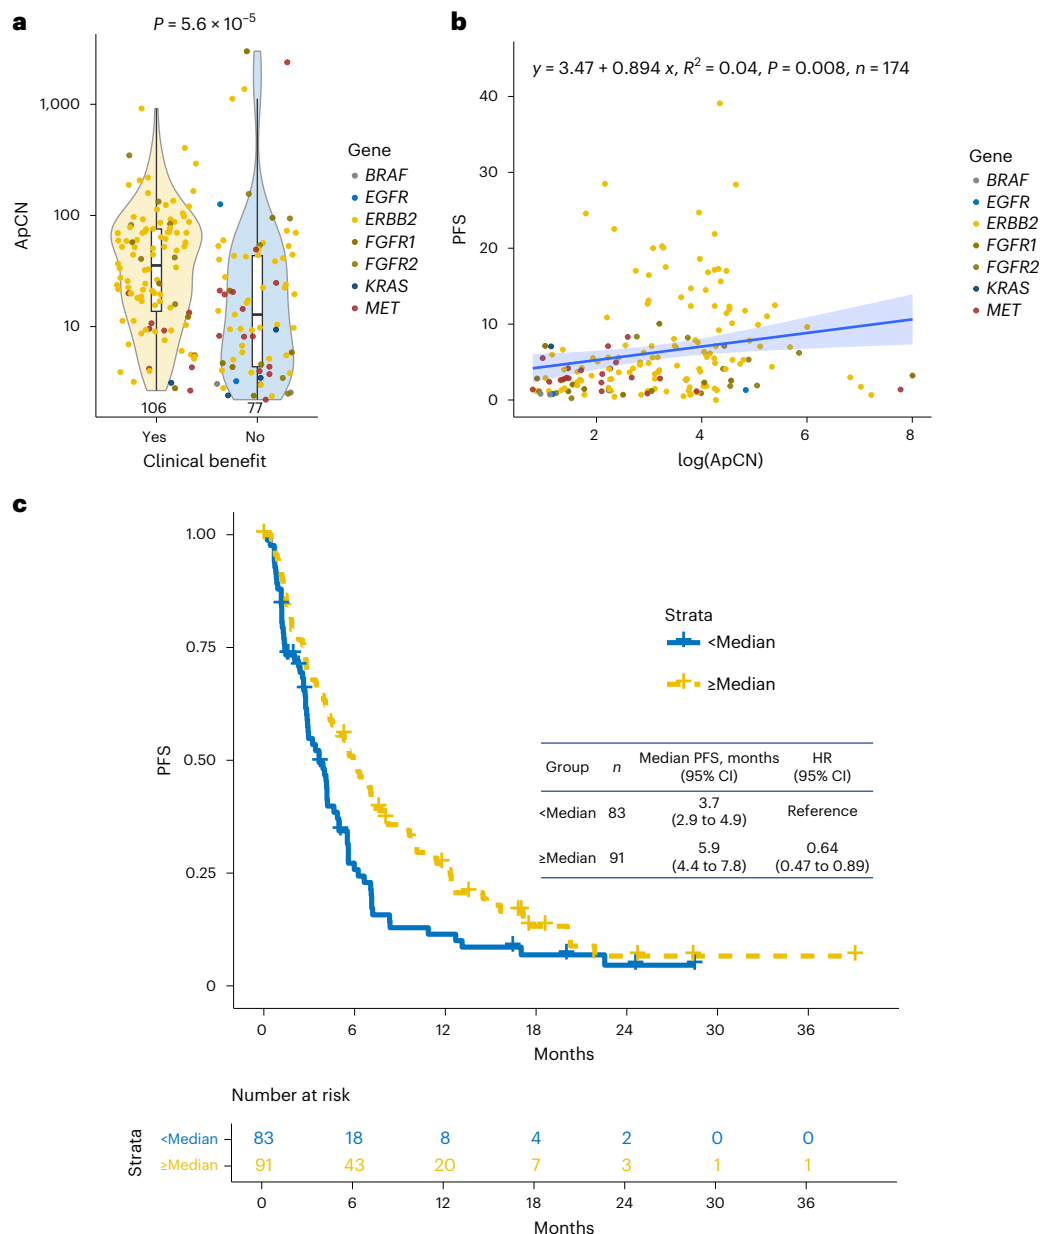 a
P = 5.6 × 10⁻⁵
ApCN
1,000
100
10
106
77
Yes
No
Clinical benefit
Gene
BRAF
EGFR
ERBB2
FGFR1
FGFR2
KRAS
MET
b
y = 3.47 + 0.894 x, R² = 0.04, P = 0.008, n = 174
PFS
40
30
20
10
0
2
4
6
8
log(ApCN)
Gene
BRAF
EGFR
ERBB2
FGFR1
FGFR2
KRAS
MET
c
PFS
1.00
0.75
0.50
0.25
0
0
6
12
18
24
30
36
Months
Strata
<Median
≥Median
Group n Median PFS, months (95% CI) HR (95% CI)
<Median 83 3.7 (2.9 to 4.9) Reference
≥Median 91 5.9 (4.4 to 7.8) 0.64 (0.47 to 0.89)
Number at risk
Strata
<Median 83 18 8 4 2 0 0
≥Median 91 43 20 7 3 1 1
0 6 12 18 24 30 36
Months